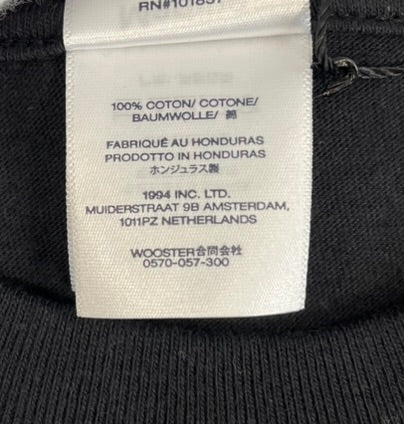 RN#101837
100% COTON/ COTONE/
BAUMWOLLE/ 綿
FABRIQUÉ AU HONDURAS
PRODOTTO IN HONDURAS
ホンジュラス製
1994 INC. LTD.
MUIDERSTRAAT 9B AMSTERDAM,
1011PZ NETHERLANDS
WOOSTER合同会社
0570-057-300